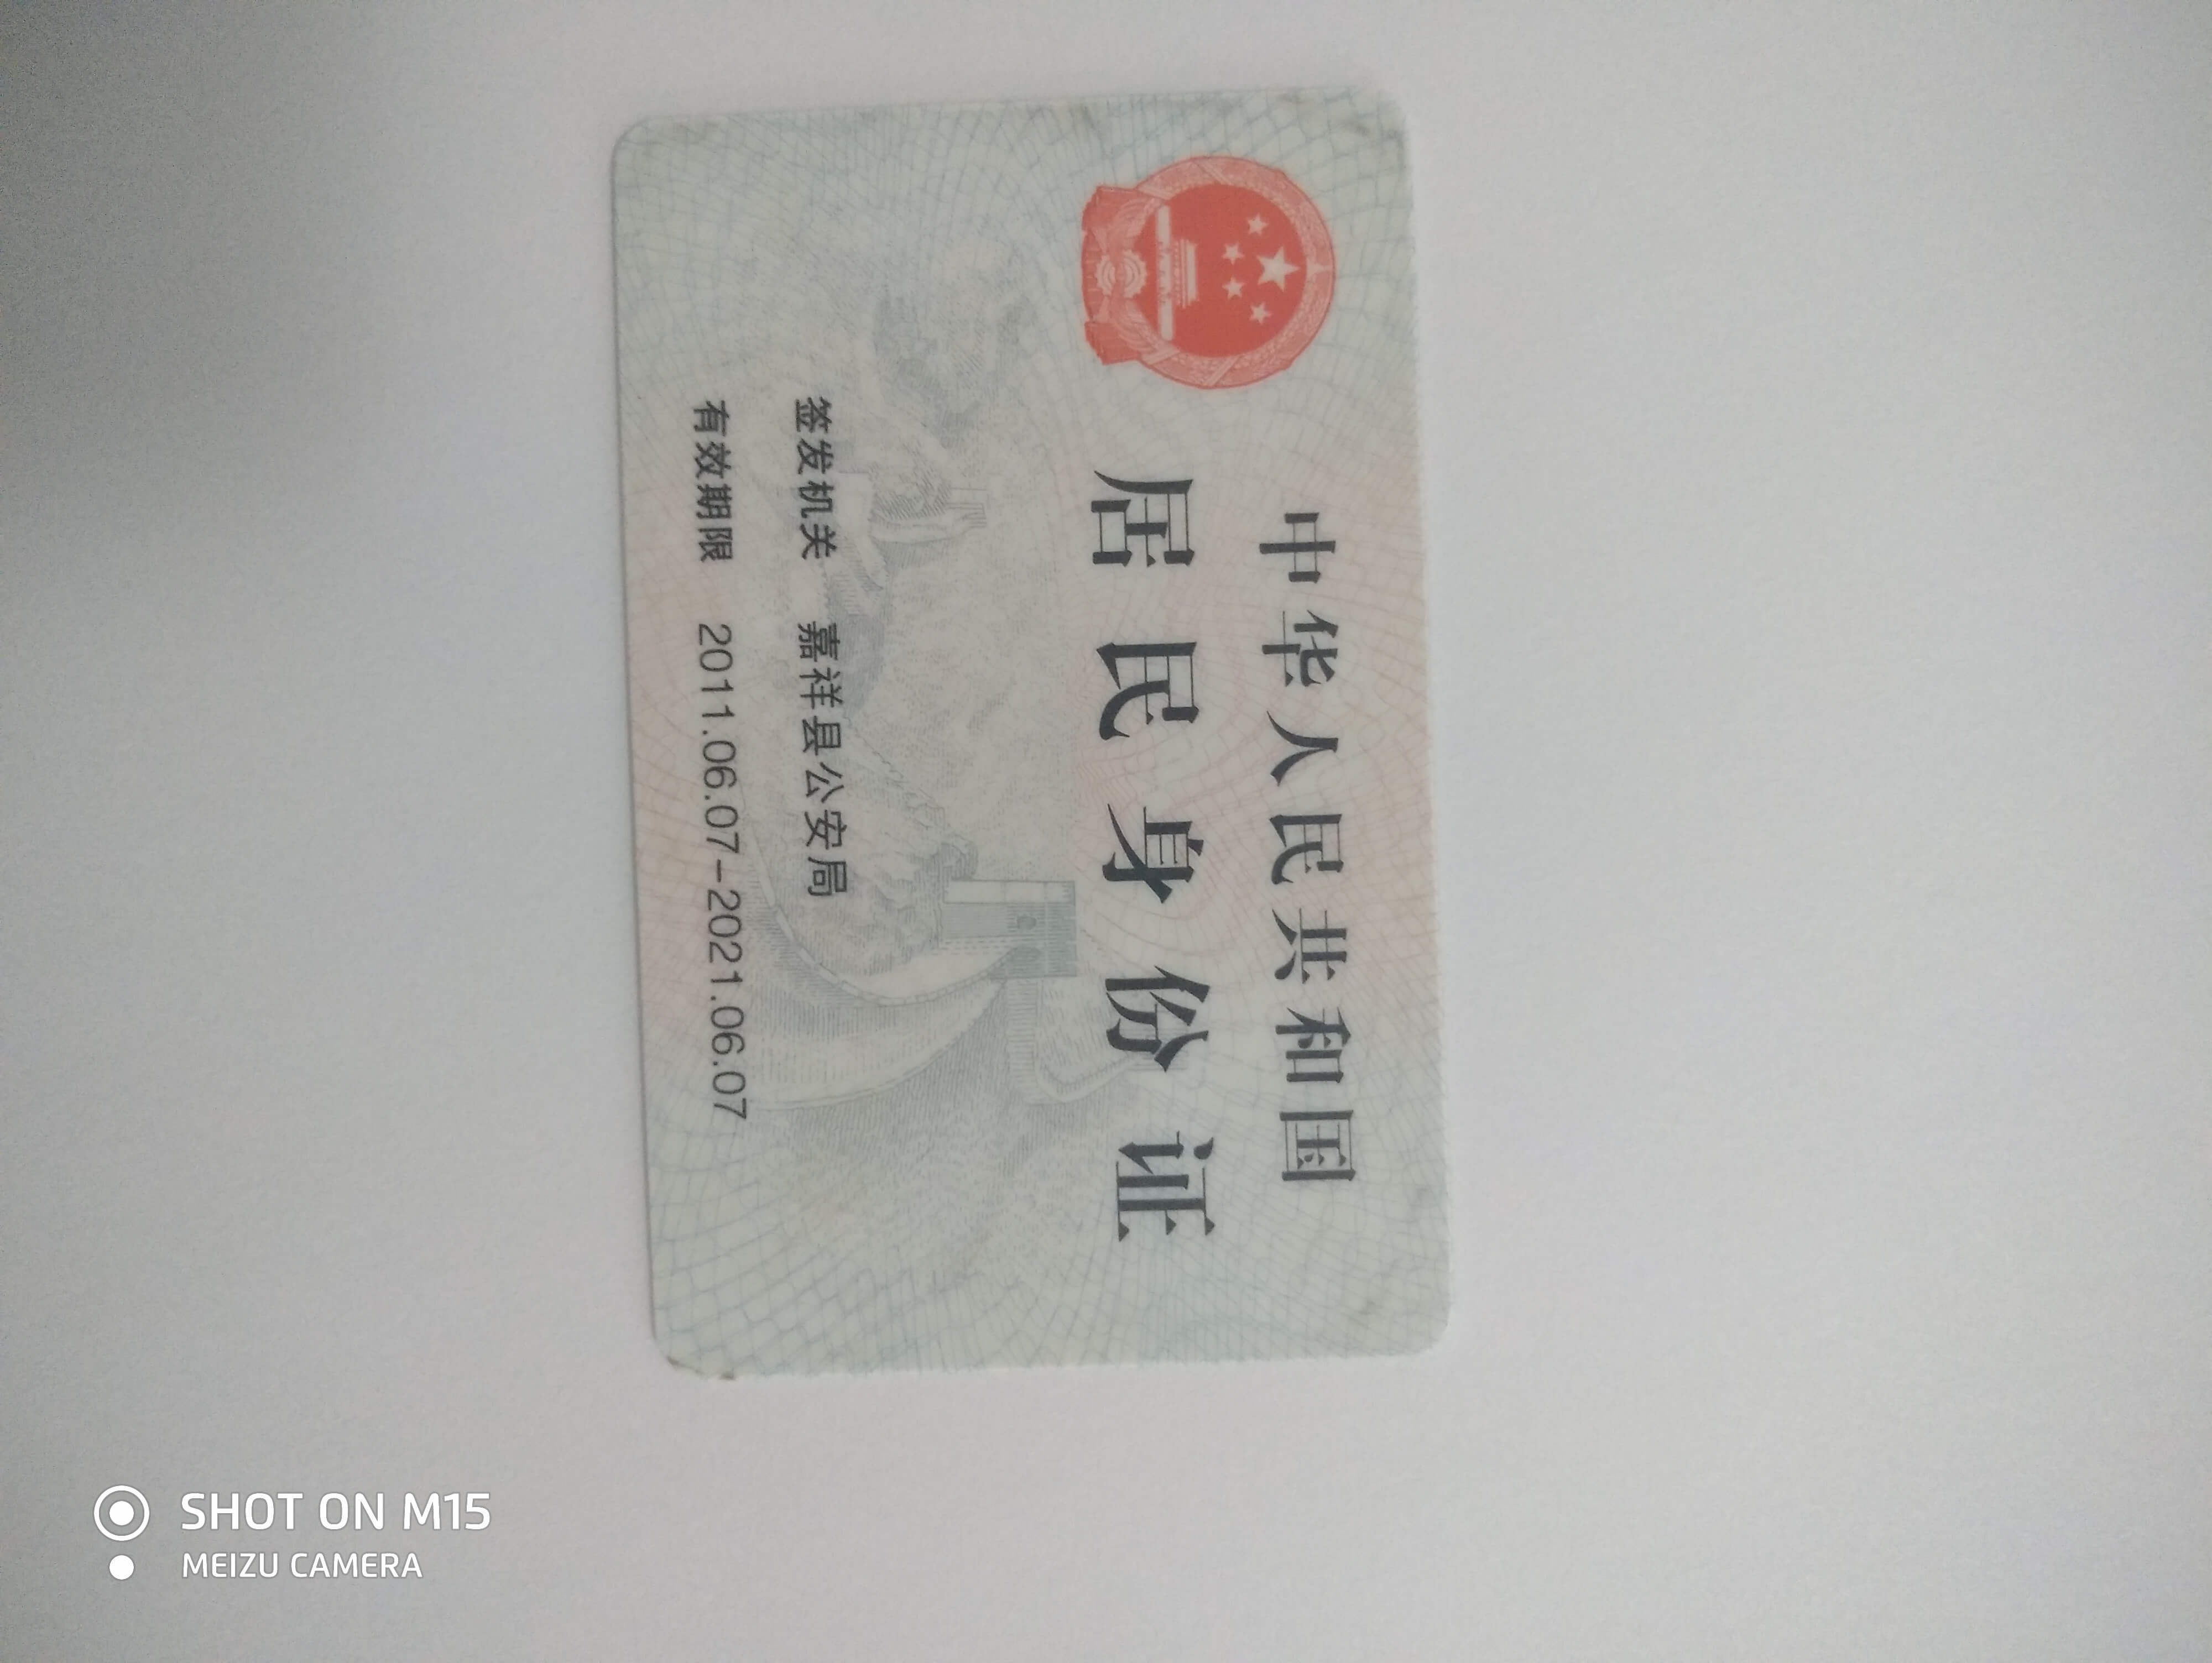 中华人民共和国
居民身份证
签发机关 嘉祥县公安局
有效期限 2011.06.07-2021.06.07
SHOT ON M15
MEIZU CAMERA